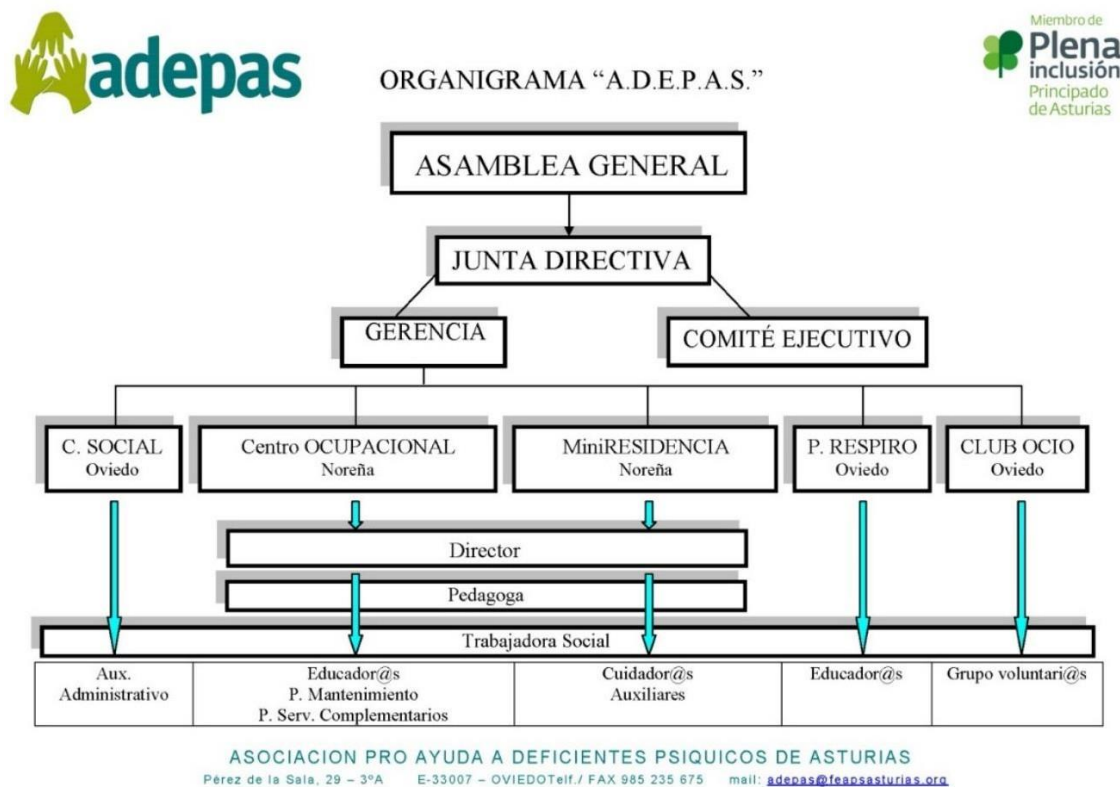 adepas
ORGANIGRAMA “A.D.E.P.A.S.”
Miembro de
Plena
inclusión
Principado
de Asturias
ASAMBLEA GENERAL
JUNTA DIRECTIVA
GERENCIA
COMITÉ EJECUTIVO
C. SOCIAL
Oviedo
Centro OCUPACIONAL
Noreña
MiniRESIDENCIA
Noreña
P. RESPIRO
Oviedo
CLUB OCIO
Oviedo
Director
Pedagoga
Trabajadora Social
Aux.
Administrativo
Educador@s
P. Mantenimiento
P. Serv. Complementarios
Cuidador@s
Auxiliares
Educador@s
Grupo voluntari@s
ASOCIACION PRO AYUDA A DEFICIENTES PSIQUICOS DE ASTURIAS
Pérez de la Sala, 29 – 3ºA E-33007 – OVIEDOTelf./ FAX 985 235 675 mail: adepas@feapsasturias.org